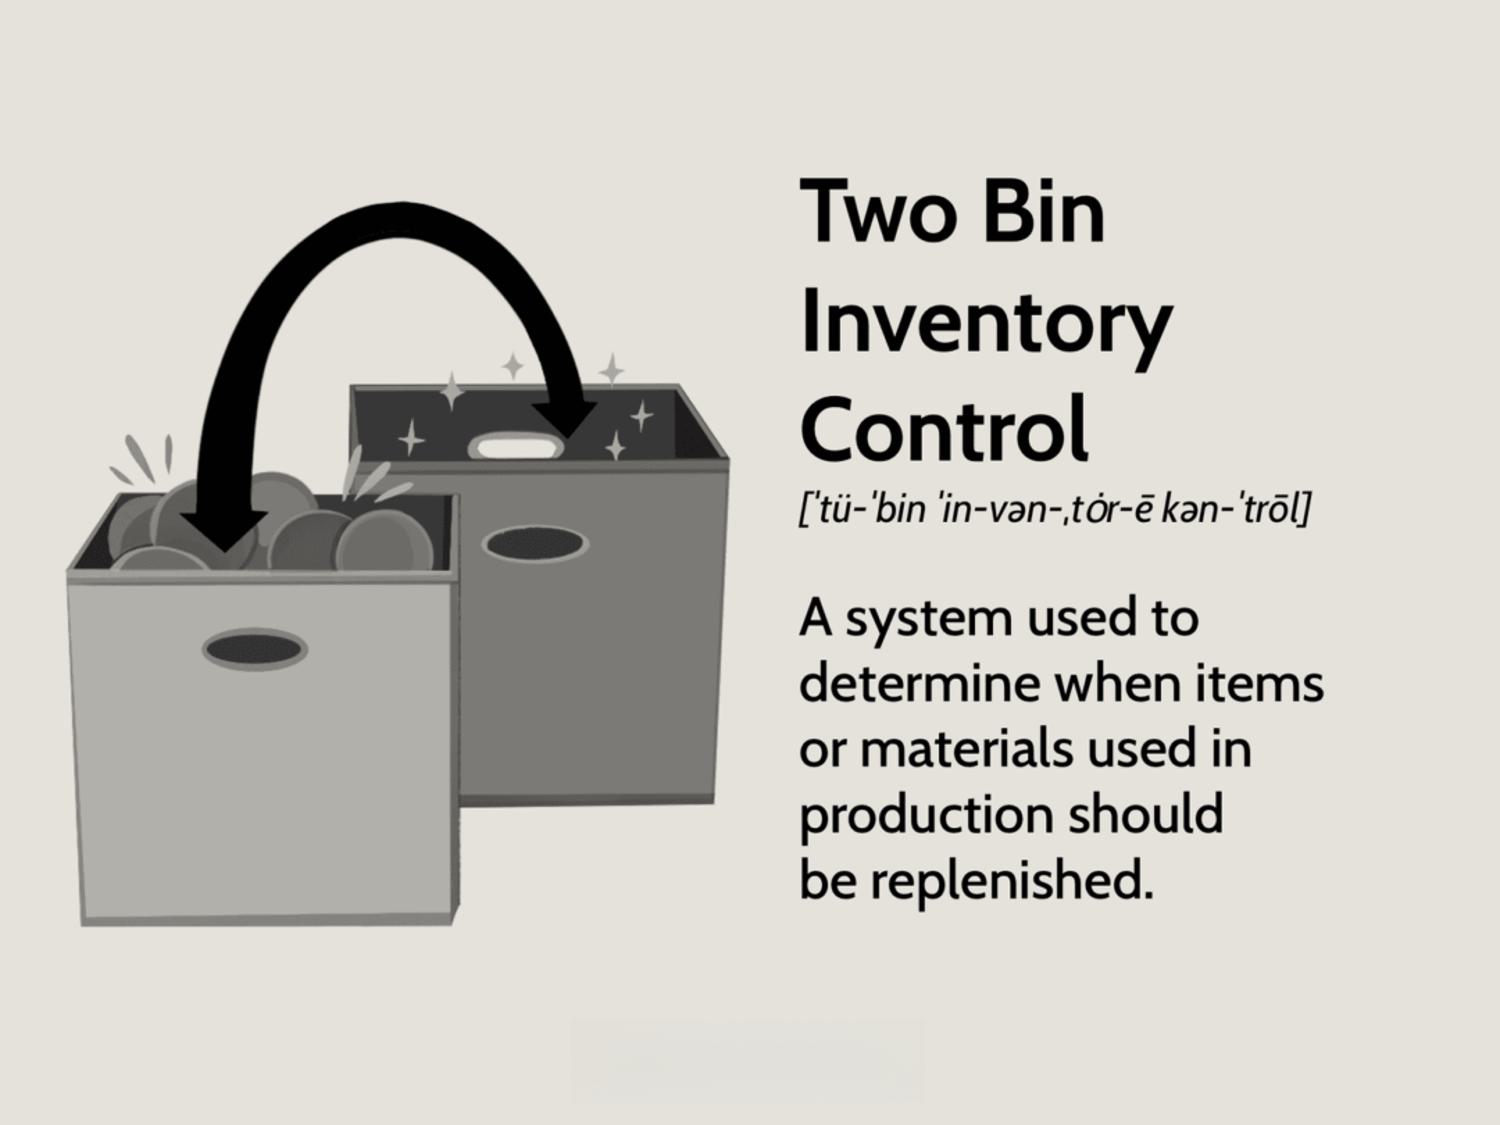 Two Bin
Inventory
Control
[ˈtü-ˈbin ˈin-vən-ˌtȯr-ē kən-ˈtrōl]
A system used to
determine when items
or materials used in
production should
be replenished.